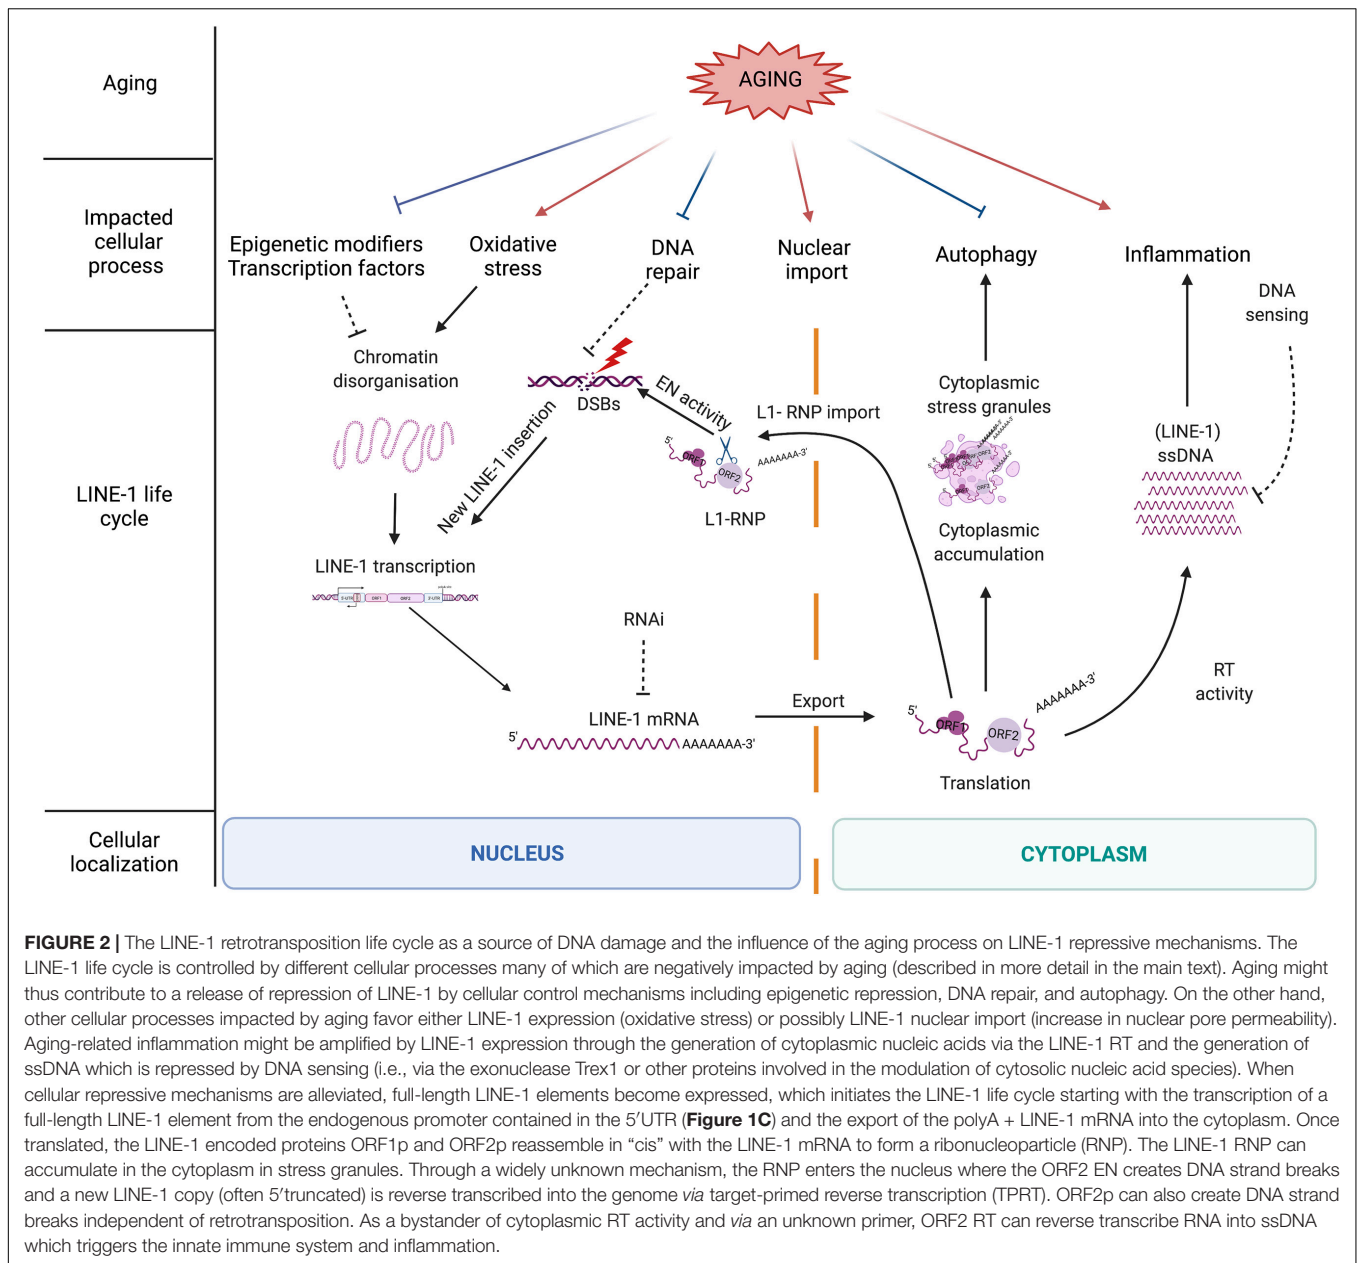 Aging
AGING
Impacted
cellular
process
Epigenetic modifiers
Transcription factors
Oxidative
stress
DNA
repair
Nuclear
import
Autophagy
Inflammation
DNA
sensing
LINE-1 life
cycle
Chromatin
disorganisation
DSBs
EN activity
L1- RNP import
5'
ORF1
ORF2
AAAAAAA-3'
L1-RNP
New LINE-1 insertion
Cytoplasmic
stress granules
Cytoplasmic
accumulation
(LINE-1)
ssDNA
LINE-1 transcription
5'-UTR
ORF1
ORF2
3'-UTR
RNAi
LINE-1 mRNA
5'
AAAAAAA-3'
Export
5'
ORF1
ORF2
AAAAAAA-3'
Translation
RT
activity
Cellular
localization
NUCLEUS
CYTOPLASM
FIGURE 2 | The LINE-1 retrotransposition life cycle as a source of DNA damage and the influence of the aging process on LINE-1 repressive mechanisms. The
LINE-1 life cycle is controlled by different cellular processes many of which are negatively impacted by aging (described in more detail in the main text). Aging might
thus contribute to a release of repression of LINE-1 by cellular control mechanisms including epigenetic repression, DNA repair, and autophagy. On the other hand,
other cellular processes impacted by aging favor either LINE-1 expression (oxidative stress) or possibly LINE-1 nuclear import (increase in nuclear pore permeability).
Aging-related inflammation might be amplified by LINE-1 expression through the generation of cytoplasmic nucleic acids via the LINE-1 RT and the generation of
ssDNA which is repressed by DNA sensing (i.e., via the exonuclease Trex1 or other proteins involved in the modulation of cytosolic nucleic acid species). When
cellular repressive mechanisms are alleviated, full-length LINE-1 elements become expressed, which initiates the LINE-1 life cycle starting with the transcription of a
full-length LINE-1 element from the endogenous promoter contained in the 5′UTR (Figure 1C) and the export of the polyA + LINE-1 mRNA into the cytoplasm. Once
translated, the LINE-1 encoded proteins ORF1p and ORF2p reassemble in “cis” with the LINE-1 mRNA to form a ribonucleoparticle (RNP). The LINE-1 RNP can
accumulate in the cytoplasm in stress granules. Through a widely unknown mechanism, the RNP enters the nucleus where the ORF2 EN creates DNA strand breaks
and a new LINE-1 copy (often 5′truncated) is reverse transcribed into the genome via target-primed reverse transcription (TPRT). ORF2p can also create DNA strand
breaks independent of retrotransposition. As a bystander of cytoplasmic RT activity and via an unknown primer, ORF2 RT can reverse transcribe RNA into ssDNA
which triggers the innate immune system and inflammation.